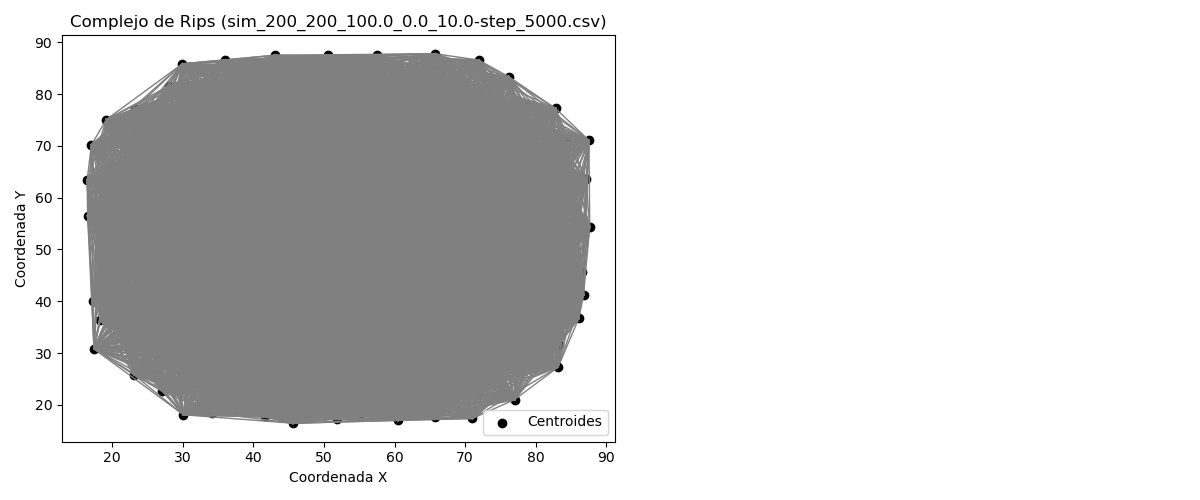 Complejo de Rips (sim_200_200_100.0_0.0_10.0-step_5000.csv)
90
80
70
60
50
40
30
20
Coordenada Y
Centroides
20 30 40 50 60 70 80 90
Coordenada X